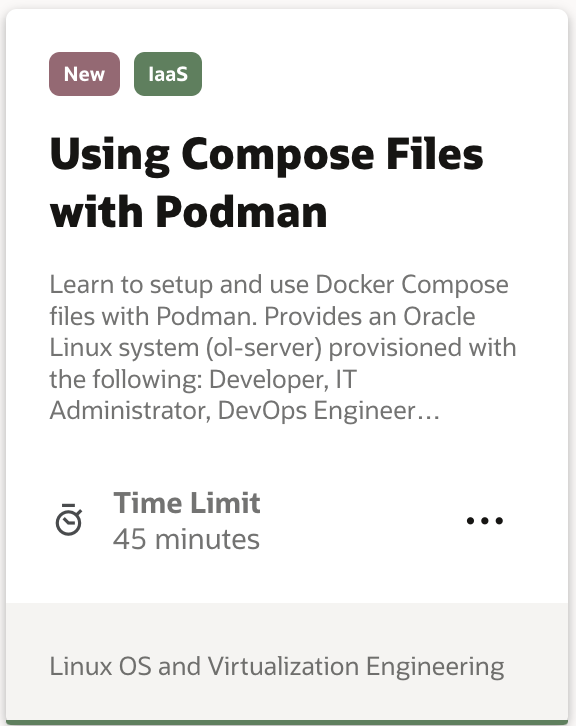 New IaaS
Using Compose Files
with Podman
Learn to setup and use Docker Compose
files with Podman. Provides an Oracle
Linux system (ol-server) provisioned with
the following: Developer, IT
Administrator, DevOps Engineer…
Time Limit
45 minutes
Linux OS and Virtualization Engineering